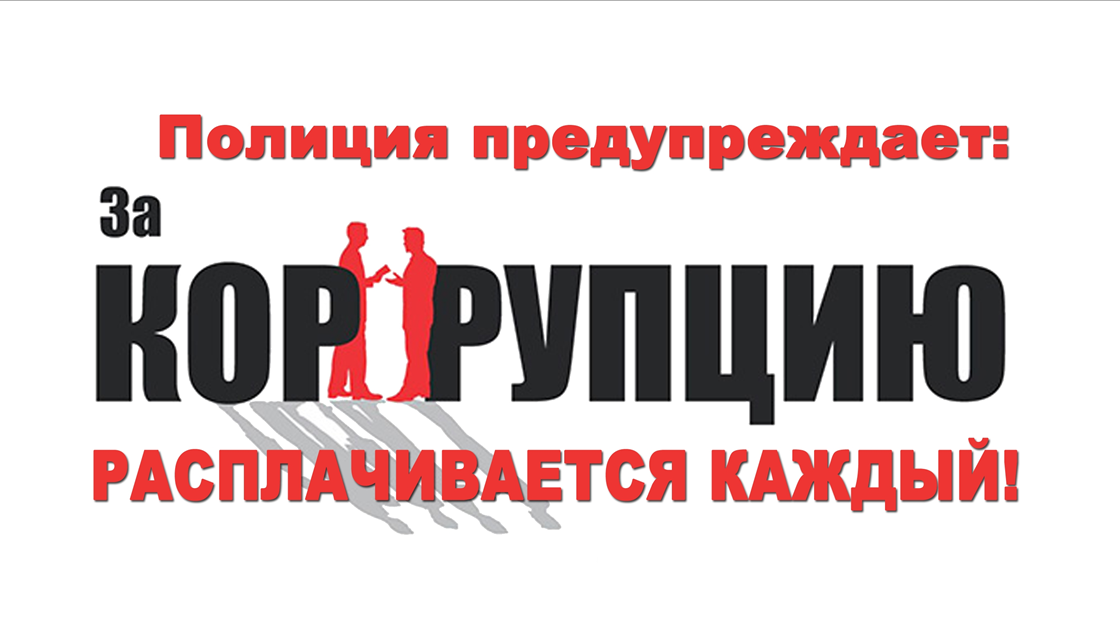 Полиция предупреждает:
За
КОРРУПЦИЮ
РАСПЛАЧИВАЕТСЯ КАЖДЫЙ!